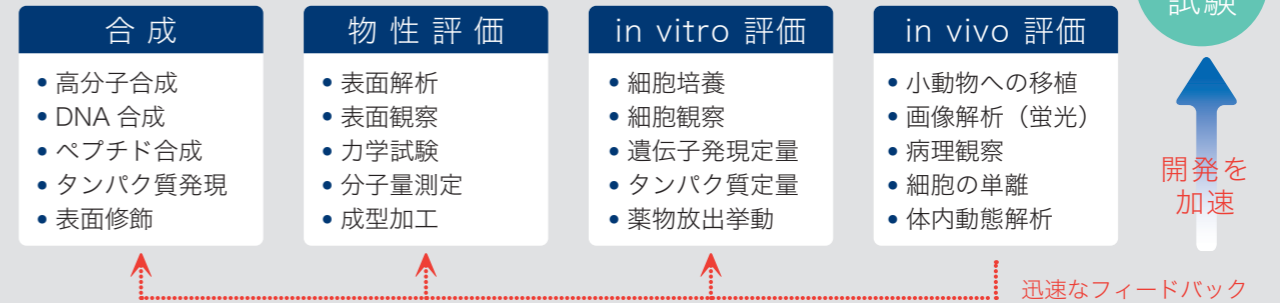 試験
合成
• 高分子合成
• DNA 合成
• ペプチド合成
• タンパク質発現
• 表面修飾
物性評価
• 表面解析
• 表面観察
• 力学試験
• 分子量測定
• 成型加工
in vitro 評価
• 細胞培養
• 細胞観察
• 遺伝子発現定量
• タンパク質定量
• 薬物放出挙動
in vivo 評価
• 小動物への移植
• 画像解析（蛍光）
• 病理観察
• 細胞の単離
• 体内動態解析
開発を
加速
迅速なフィードバック